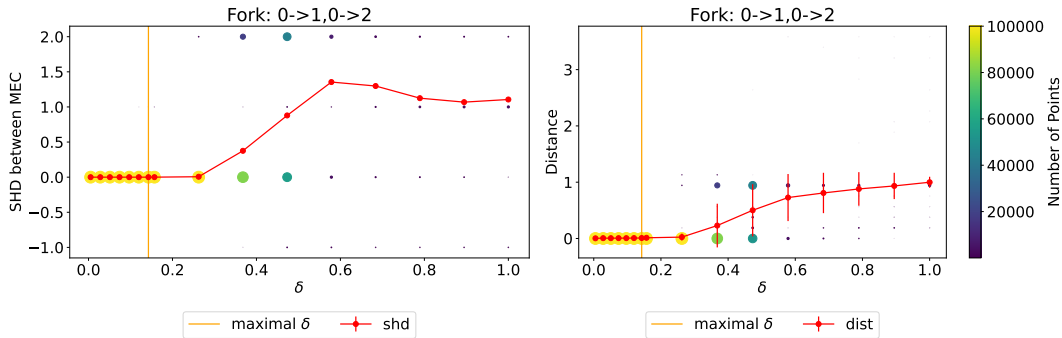 Fork: 0->1,0->2
SHD between MEC
2.0
1.5
1.0
0.5
0.0
−0.5
−1.0
0.0 0.2 0.4 0.6 0.8 1.0
δ
maximal δ shd
Fork: 0->1,0->2
Distance
3
2
1
0
0.0 0.2 0.4 0.6 0.8 1.0
δ
maximal δ dist
100000
80000
60000
40000
20000
Number of Points